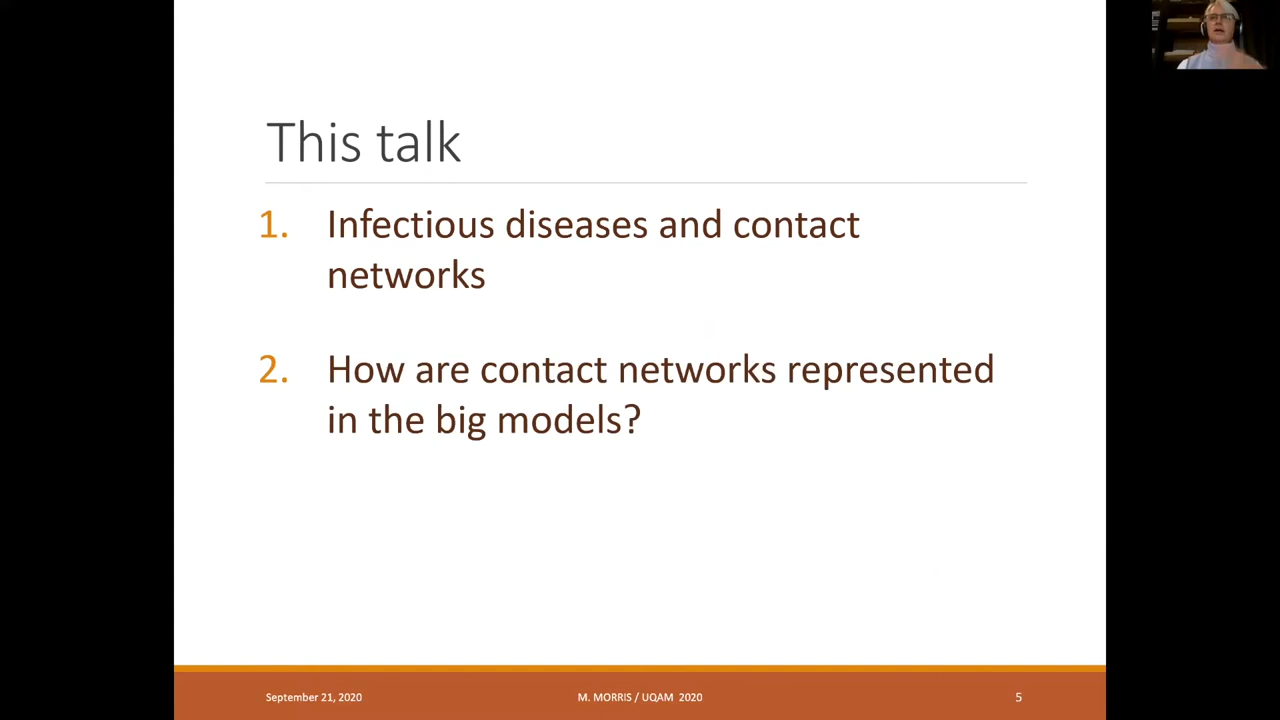 This talk
1. Infectious diseases and contact
networks
2. How are contact networks represented
in the big models?
September 21, 2020
M. MORRIS / UQAM 2020
5